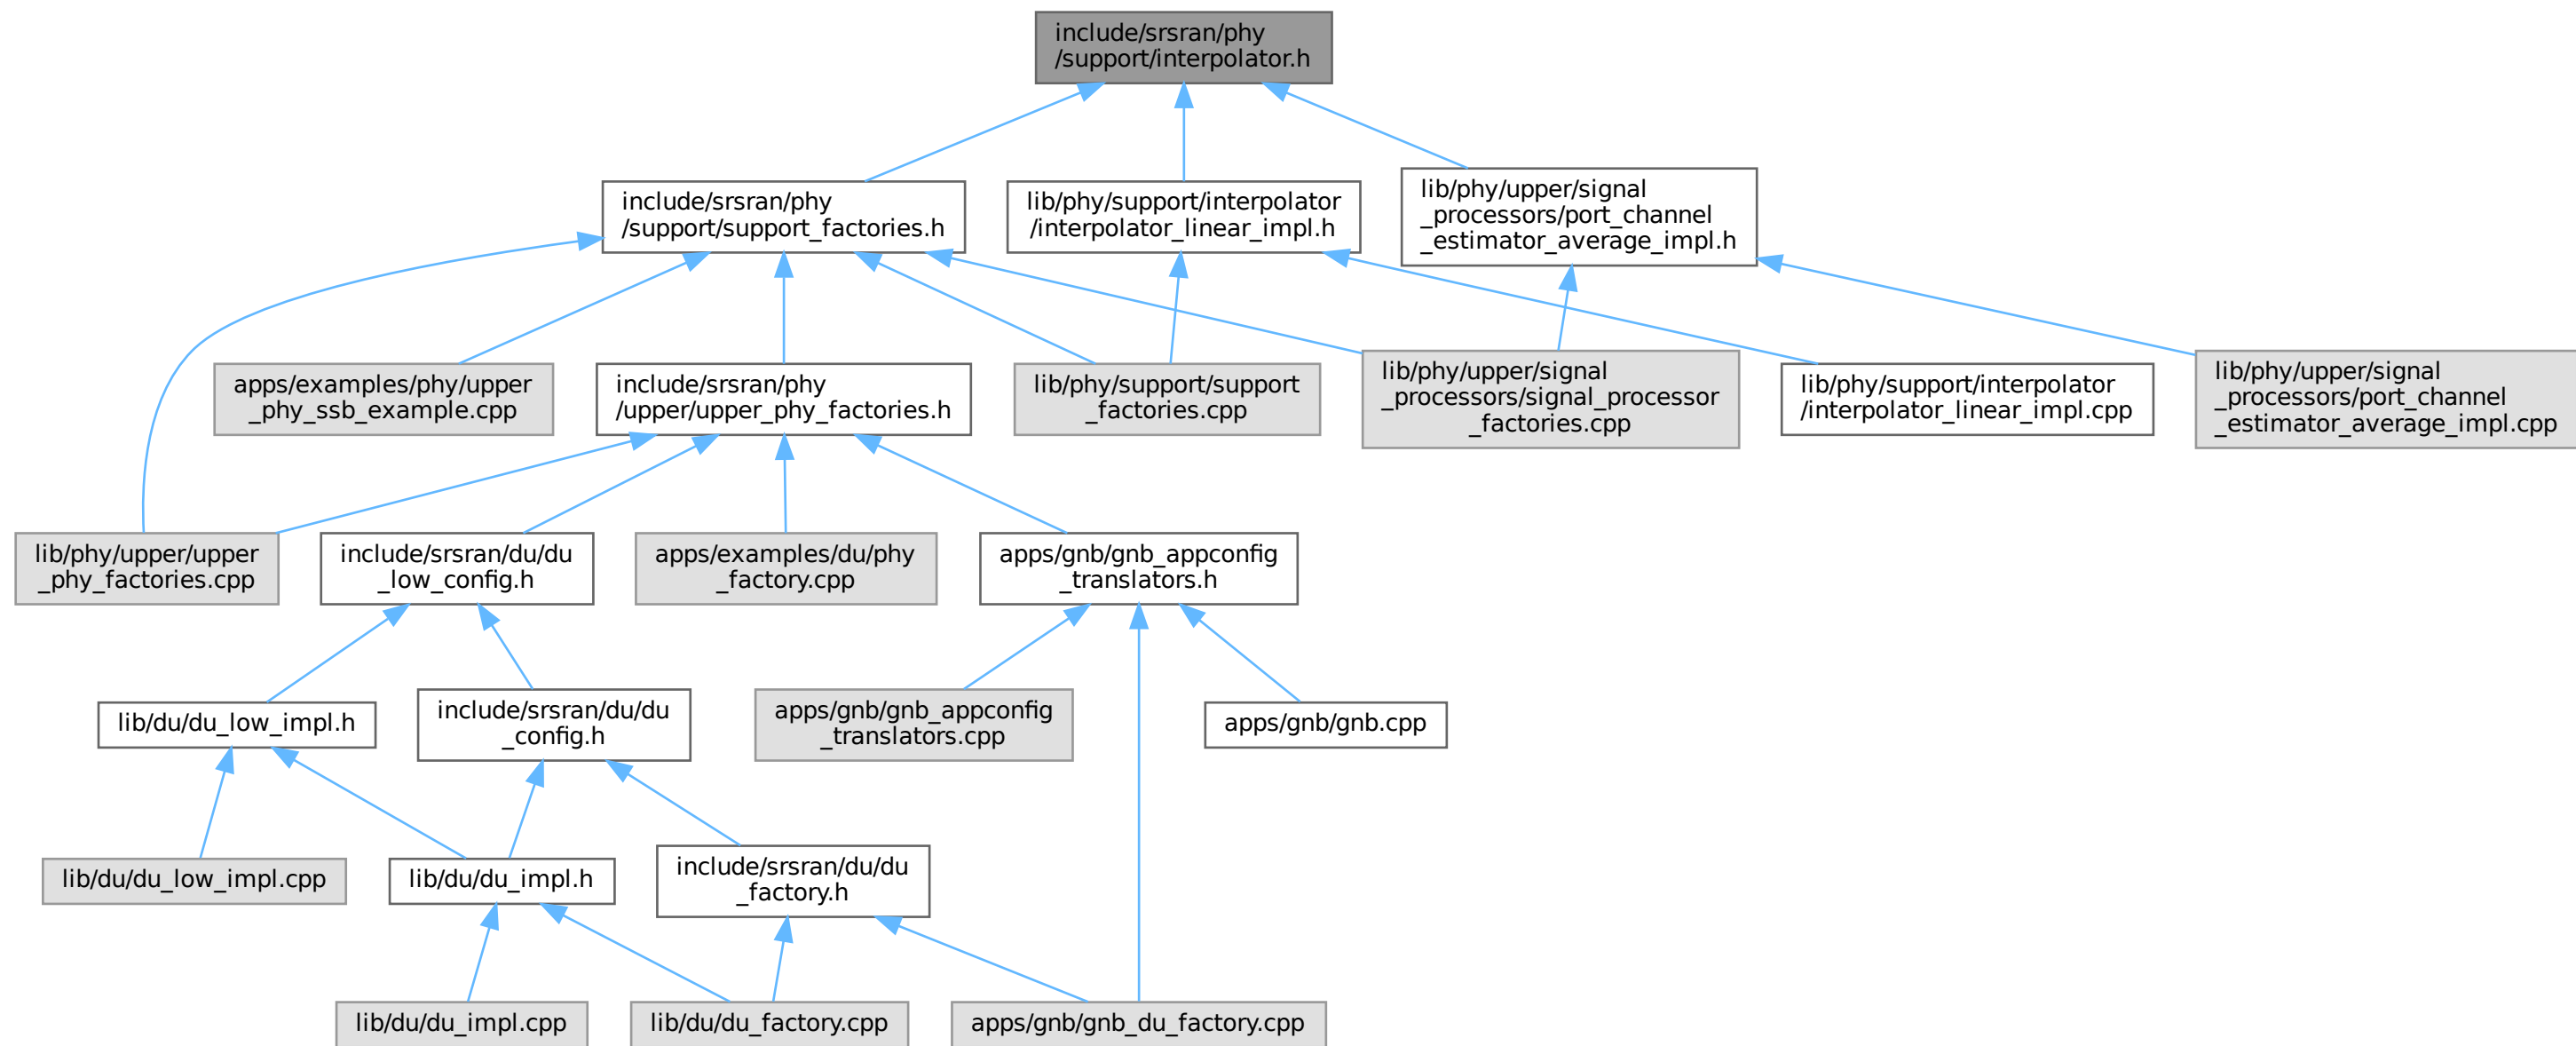 include/srsran/phy
/support/interpolator.h
include/srsran/phy
/support/support_factories.h
lib/phy/support/interpolator
/interpolator_linear_impl.h
lib/phy/upper/signal
_processors/port_channel
_estimator_average_impl.h
apps/examples/phy/upper
_phy_ssb_example.cpp
include/srsran/phy
/upper/upper_phy_factories.h
lib/phy/support/support
_factories.cpp
lib/phy/upper/signal
_processors/signal_processor
_factories.cpp
lib/phy/support/interpolator
/interpolator_linear_impl.cpp
lib/phy/upper/signal
_processors/port_channel
_estimator_average_impl.cpp
lib/phy/upper/upper
_phy_factories.cpp
include/srsran/du/du
_low_config.h
apps/examples/du/phy
_factory.cpp
apps/gnb/gnb_appconfig
_translators.h
lib/du/du_low_impl.h
include/srsran/du/du
_config.h
apps/gnb/gnb_appconfig
_translators.cpp
apps/gnb/gnb.cpp
lib/du/du_low_impl.cpp
lib/du/du_impl.h
include/srsran/du/du
_factory.h
lib/du/du_impl.cpp
lib/du/du_factory.cpp
apps/gnb/gnb_du_factory.cpp